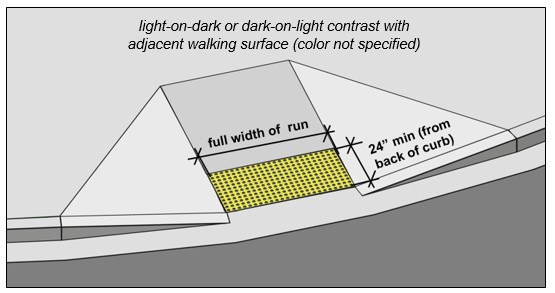 light-on-dark or dark-on-light contrast with
adjacent walking surface (color not specified)
full width of run
24” min (from
back of curb)